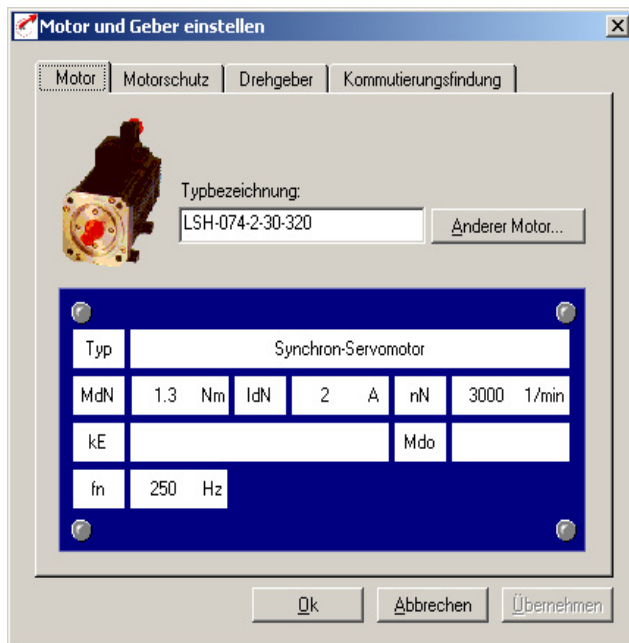 Motor und Geber einstellen
Motor Motorschutz Drehgeber Kommutierungsfindung
Typbezeichnung:
LSH-074-2-30-320 Anderer Motor...
Typ Synchron-Servomotor
MdN 1.3 Nm IdN 2 A nN 3000 1/min
kE Mdo
fn 250 Hz
Ok Abbrechen Übernehmen